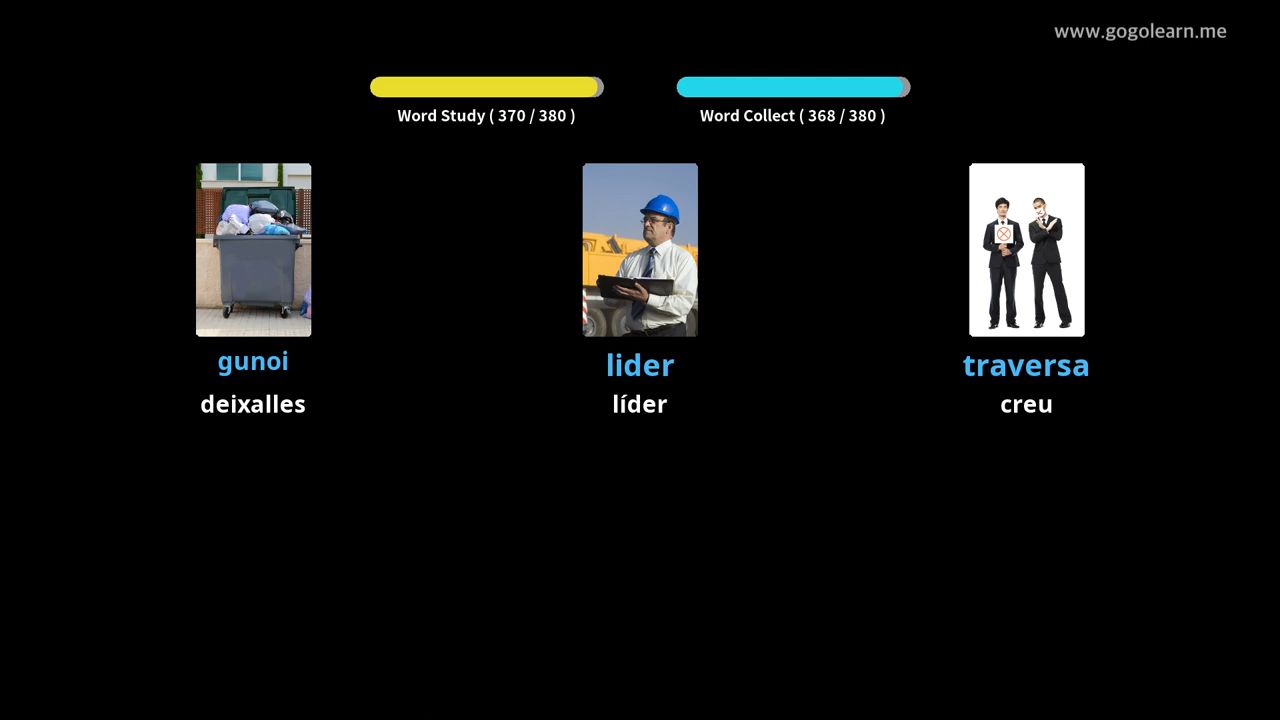 www.gogolearn.me
Word Study ( 370 / 380 )
Word Collect ( 368 / 380 )
gunoi
lider
traversa
deixalles
líder
creu